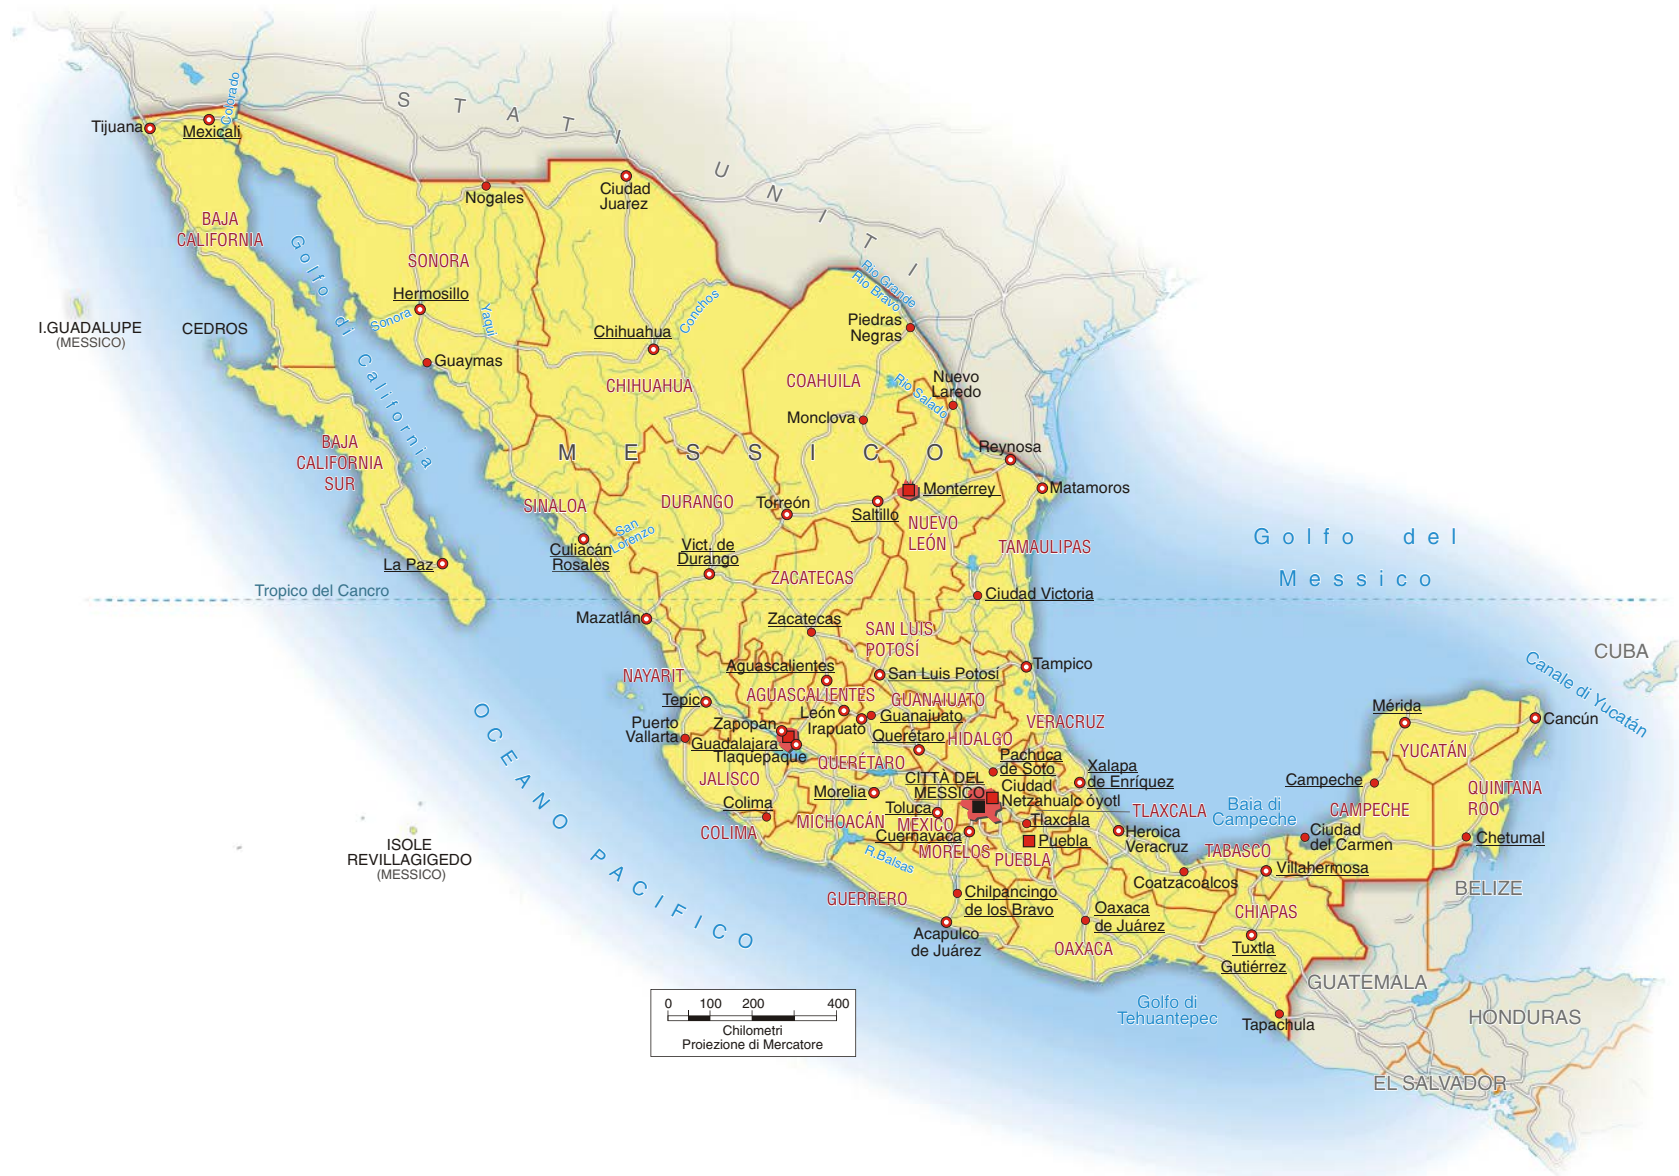 STATI UNITI
Colorado
Tijuana
Mexicali
Nogales
Ciudad
Juarez
BAJA
CALIFORNIA
Golfo di California
SONORA
Hermosillo
Sonora
Yaqui
Guaymas
I.GUADALUPE
(MESSICO)
CEDROS
Chihuahua
Conchos
CHIHUAHUA
Rio Grande
Rio Bravo
Piedras
Negras
COAHUILA
Nuevo
Laredo
Rio Salado
Monclova
MESSICO
Reynosa
Matamoros
Monterrey
Saltillo
NUEVO
LEÓN
BAJA
CALIFORNIA
SUR
SINALOA
DURANGO
Torreón
San
Lorenzo
Culiacán
Rosales
Vict. de
Durango
La Paz
TAMAULIPAS
Golfo del
Messico
ZACATECAS
Tropico del Cancro
Ciudad Victoria
Mazatlán
Zacatecas
SAN LUIS
POTOSÍ
CUBA
Canale di Yucatán
NAYARIT
Aguascalientes
San Luis Potosí
Tampico
Tepic
AGUASCALIENTES
GUANAJUATO
León
Guanajuato
Irapuato
Puerto
Vallarta
Zapopan
Guadalajara
Tlaquepaque
Querétaro
HIDALGO
VERACRUZ
Mérida
Cancún
YUCATÁN
QUERÉTARO
Pachuca
de Soto
Xalapa
de Enríquez
JALISCO
CITTÀ DEL
MESSICO
Ciudad
Netzahualc óyotl
Campeche
QUINTANA
ROO
Colima
Morelia
Toluca
Tlaxcala
TLAXCALA
Baia di
Campeche
CAMPECHE
COLIMA
MICHOACÁN
MÉXICO
Cuernavaca
Puebla
Heroica
Veracruz
Ciudad
del Carmen
Chetumal
MORELOS
PUEBLA
TABASCO
Villahermosa
R.Balsas
Coatzacoalcos
BELIZE
OCEANO PACIFICO
ISOLE
REVILLAGIGEDO
(MESSICO)
GUERRERO
Chilpancingo
de los Bravo
Oaxaca
de Juárez
CHIAPAS
Acapulco
de Juárez
OAXACA
Tuxtla
Gutiérrez
GUATEMALA
Golfo di
Tehuantepec
Tapachula
HONDURAS
EL SALVADOR
0 100 200 400
Chilometri
Proiezione di Mercatore